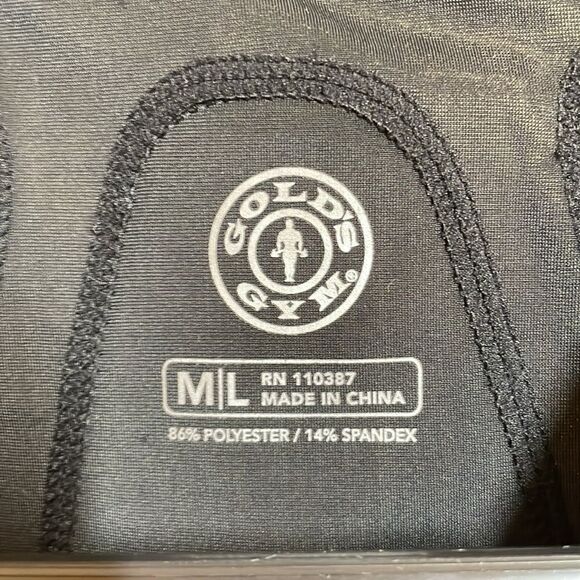 GOLD'S
GYM®
M|L
RN 110387
MADE IN CHINA
86% POLYESTER / 14% SPANDEX